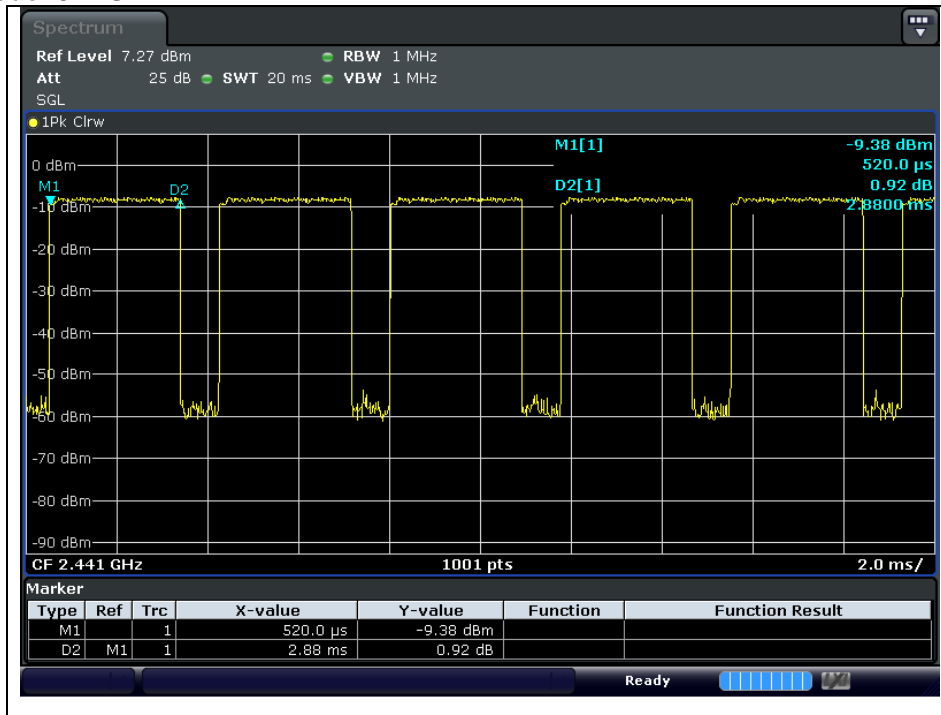 Spectrum
Ref Level 7.27 dBm RBW 1 MHz
Att 25 dB SWT 20 ms VBW 1 MHz
SGL
1Pk Clrw
M1[1] -9.38 dBm
520.0 µs
D2[1] 0.92 dB
2.8800 ms
0 dBm
M1 D2
-10 dBm
-20 dBm
-30 dBm
-40 dBm
-50 dBm
-60 dBm
-70 dBm
-80 dBm
-90 dBm
CF 2.441 GHz 1001 pts 2.0 ms/
Marker
Type Ref Trc X-value Y-value Function Function Result
M1 1 520.0 µs -9.38 dBm
D2 M1 1 2.88 ms 0.92 dB
Ready